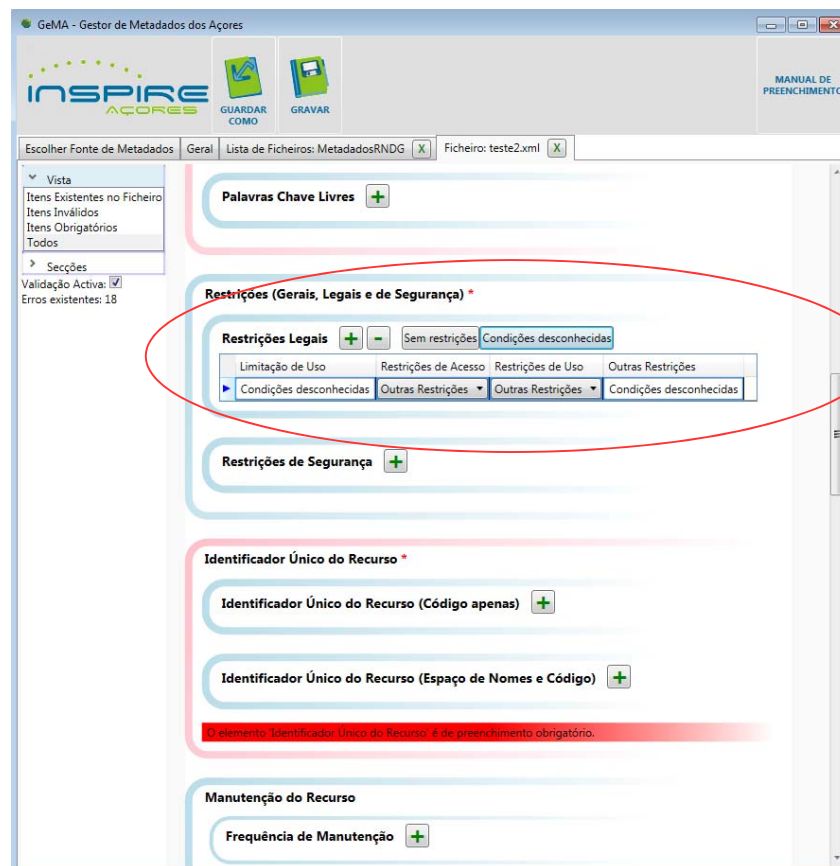 GeMA - Gestor de Metadados dos Açores
INSPIRE
AÇORES
GUARDAR
COMO
GRAVAR
MANUAL DE
PREENCHIMENTO
Escolher Fonte de Metadados Geral Lista de Ficheiros: MetadadosRNDG X Ficheiro: teste2.xml X
Vista
Itens Existentes no Ficheiro
Itens Inválidos
Itens Obrigatórios
Todos
Secções
Validação Activa:
Erros existentes: 18
Palavras Chave Livres +
Restrições (Gerais, Legais e de Segurança) *
Restrições Legais + - Sem restrições Condições desconhecidas
Limitação de Uso Restrições de Acesso Restrições de Uso Outras Restrições
Condições desconhecidas Outras Restrições Outras Restrições Condições desconhecidas
Restrições de Segurança +
Identificador Único do Recurso *
Identificador Único do Recurso (Código apenas) +
Identificador Único do Recurso (Espaço de Nomes e Código) +
O elemento 'Identificador Único do Recurso' é de preenchimento obrigatório.
Manutenção do Recurso
Frequência de Manutenção +